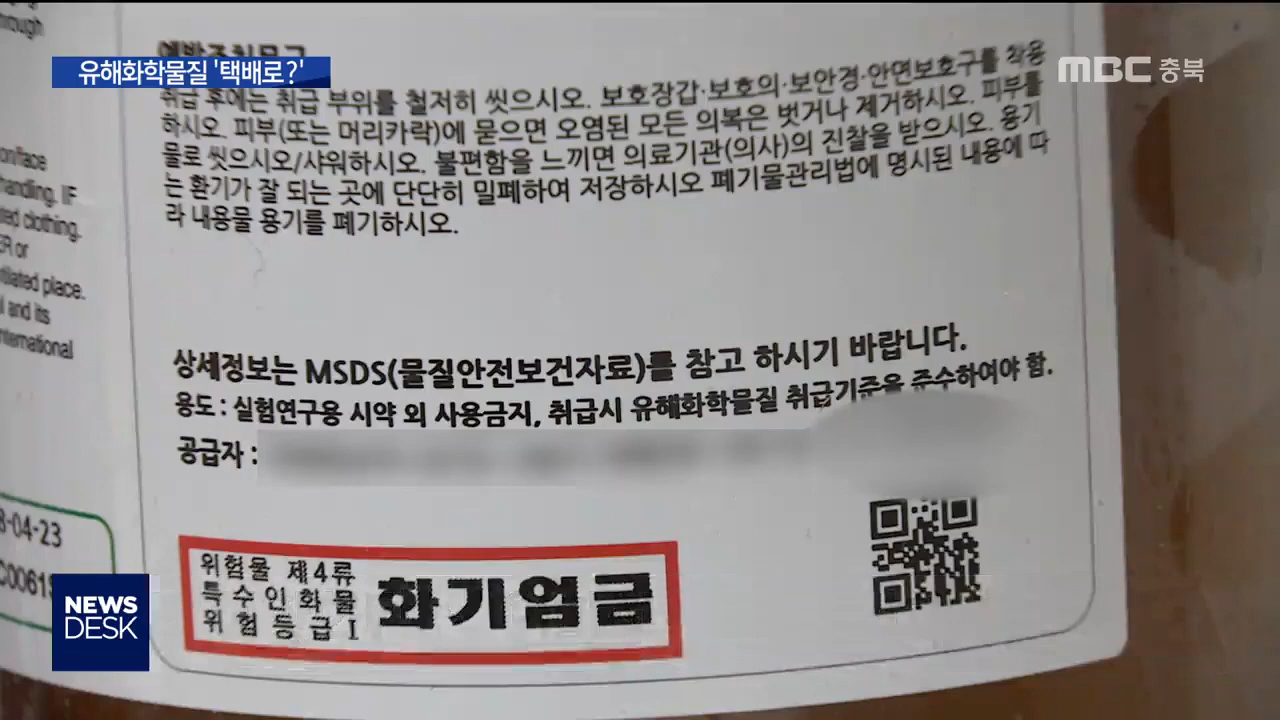 rough
유해화학물질 '택배로?'
MBC 충북
취급 후에는 취급 부위를 철저히 씻으시오. 보호장갑·보호의·보안경·안면보호구를 착용
하시오. 피부(또는 머리카락)에 묻으면 오염된 모든 의복은 벗거나 제거하시오. 피부를
물로 씻으시오/샤워하시오. 불편함을 느끼면 의료기관(의사)의 진찰을 받으시오. 용기
는 환기가 잘 되는 곳에 단단히 밀폐하여 저장하시오 폐기물관리법에 명시된 내용에 따
라 내용물 용기를 폐기하시오.
on/face
handling. IF
ted clothing.
ER or
tilated place.
l and its
nternational
상세정보는 MSDS(물질안전보건자료)를 참고 하시기 바랍니다.
용도 : 실험연구용 시약 외 사용금지, 취급시 유해화학물질 취급기준을 준수하여야 함.
공급자 :
-04-23
위험물 제4류
특수인화물
위험등급 I
화기엄금
NEWS
DESK